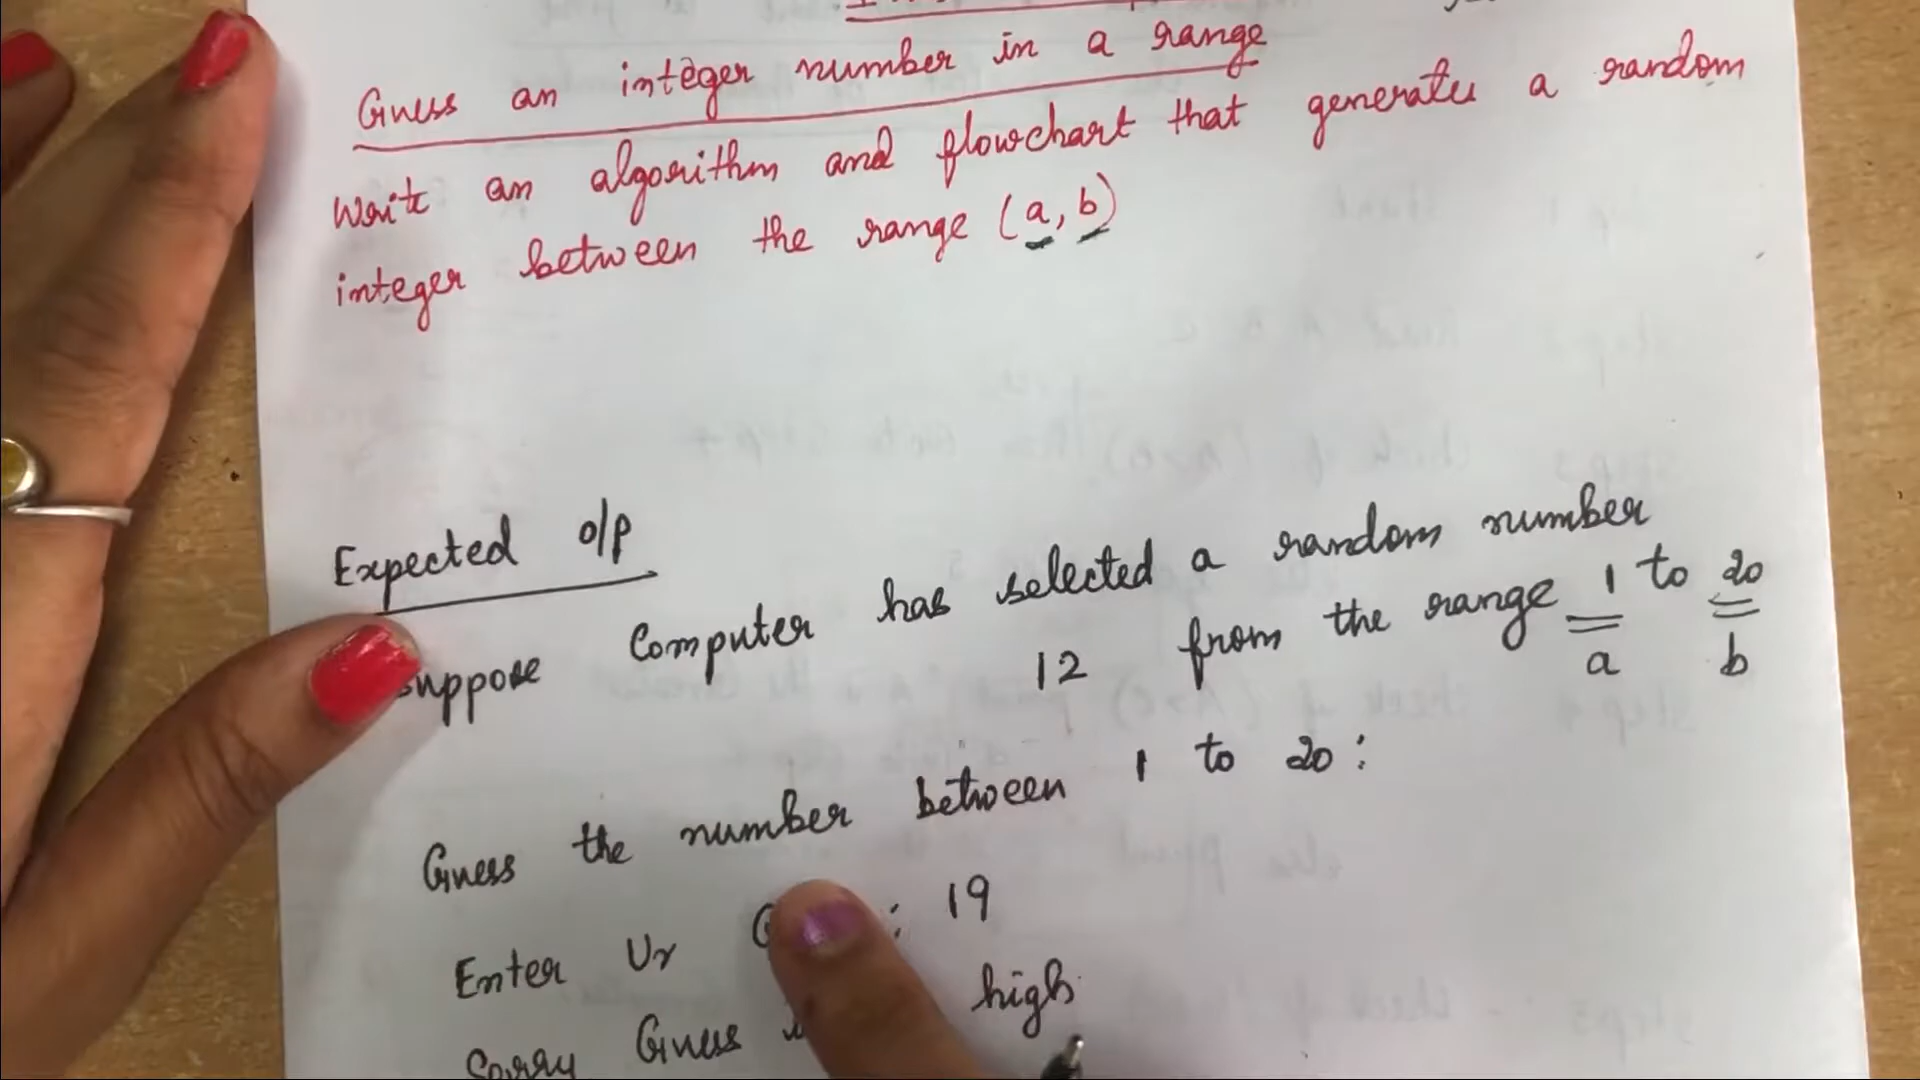 Guess an integer number in a range
Write an algorithm and flowchart that generates a random
integer between the range (a, b)
Expected o/p
Suppose Computer has selected a random number
12 from the range 1 to 20
a b
Guess the number between 1 to 20:
Enter Ur : 19
Sorry Guess high